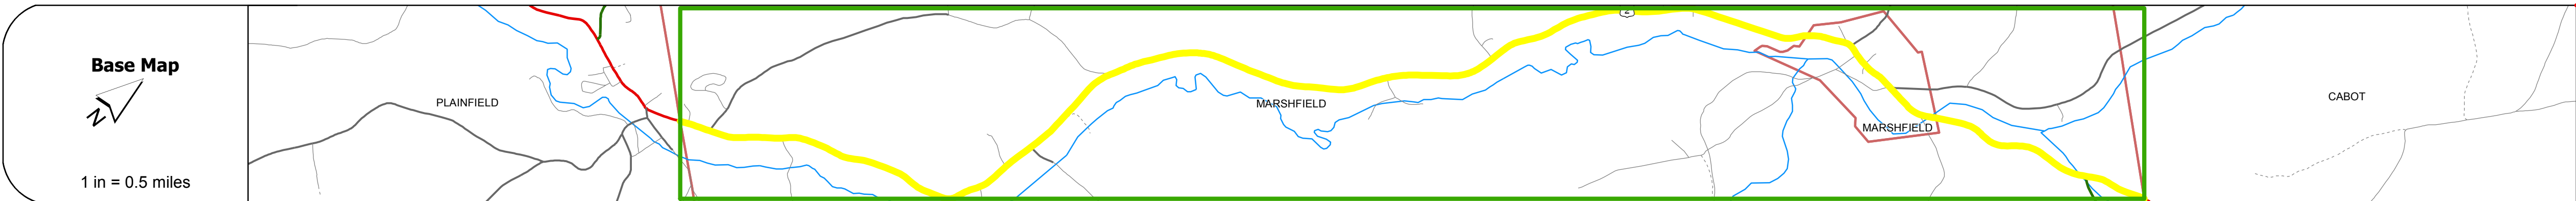 Base Map
N
1 in = 0.5 miles
PLAINFIELD
MARSHFIELD
2
MARSHFIELD
CABOT